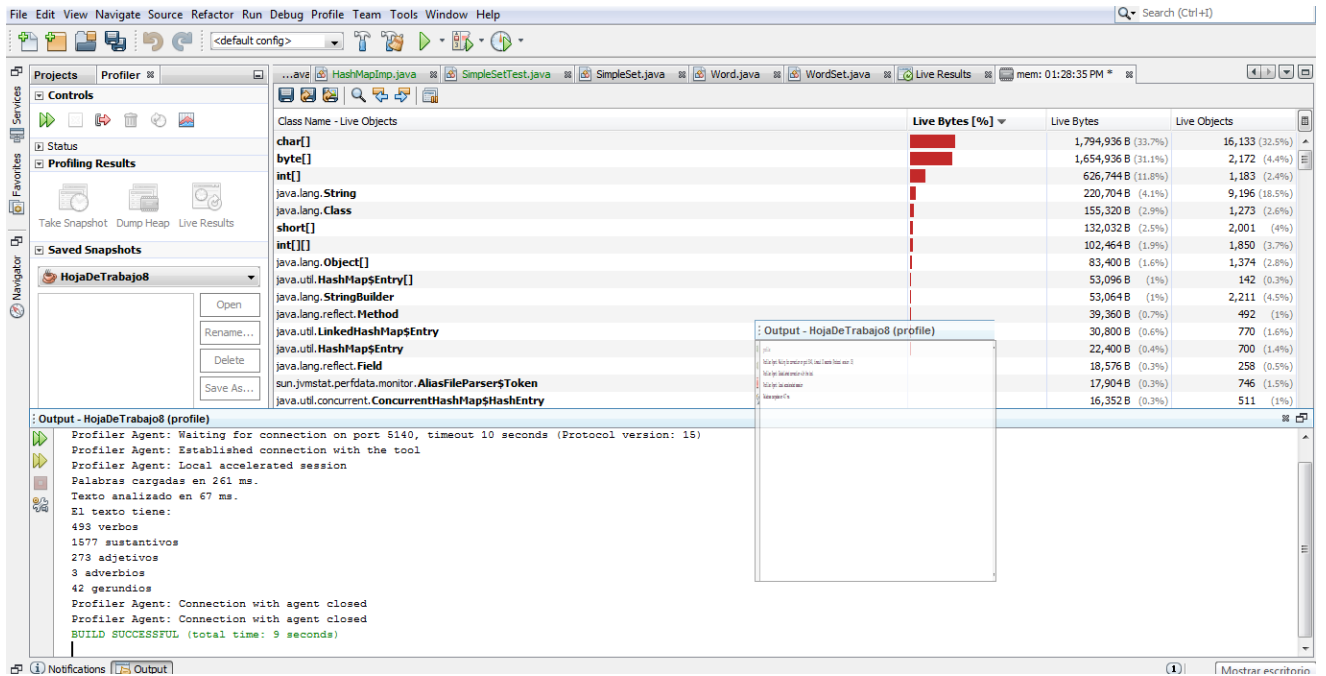 File Edit View Navigate Source Refactor Run Debug Profile Team Tools Window Help
Search (Ctrl+I)
<default config>
Services
Favorites
Navigator
Projects Profiler
...ava HashMapImp.java SimpleSetTest.java SimpleSet.java Word.java WordSet.java Live Results mem: 01:28:35 PM *
Controls
Status
Profiling Results
Take Snapshot Dump Heap Live Results
Saved Snapshots
HojaDeTrabajo8
Open
Rename...
Delete
Save As...
Class Name - Live Objects Live Bytes [%] Live Bytes Live Objects
char[] 1,794,936 B (33.7%) 16,133 (32.5%)
byte[] 1,654,936 B (31.1%) 2,172 (4.4%)
int[] 626,744 B (11.8%) 1,183 (2.4%)
java.lang.String 220,704 B (4.1%) 9,196 (18.5%)
java.lang.Class 155,320 B (2.9%) 1,273 (2.6%)
short[] 132,032 B (2.5%) 2,001 (4%)
int[][] 102,464 B (1.9%) 1,850 (3.7%)
java.lang.Object[] 83,400 B (1.6%) 1,374 (2.8%)
java.util.HashMap$Entry[] 53,096 B (1%) 142 (0.3%)
java.lang.StringBuilder 53,064 B (1%) 2,211 (4.5%)
java.lang.reflect.Method 39,360 B (0.7%) 492 (1%)
java.util.LinkedHashMap$Entry 30,800 B (0.6%) 770 (1.6%)
java.util.HashMap$Entry 22,400 B (0.4%) 700 (1.4%)
java.lang.reflect.Field 18,576 B (0.3%) 258 (0.5%)
sun.jvmstat.perfdata.monitor.AliasFileParser$Token 17,904 B (0.3%) 746 (1.5%)
java.util.concurrent.ConcurrentHashMap$HashEntry 16,352 B (0.3%) 511 (1%)
Output - HojaDeTrabajo8 (profile)
Output - HojaDeTrabajo8 (profile)
Profiler Agent: Waiting for connection on port 5140, timeout 10 seconds (Protocol version: 15)
Profiler Agent: Established connection with the tool
Profiler Agent: Local accelerated session
Palabras cargadas en 261 ms.
Texto analizado en 67 ms.
El texto tiene:
493 verbos
1577 sustantivos
273 adjetivos
3 adverbios
42 gerundios
Profiler Agent: Connection with agent closed
Profiler Agent: Connection with agent closed
BUILD SUCCESSFUL (total time: 9 seconds)
Notifications Output
1
Mostrar escritorio